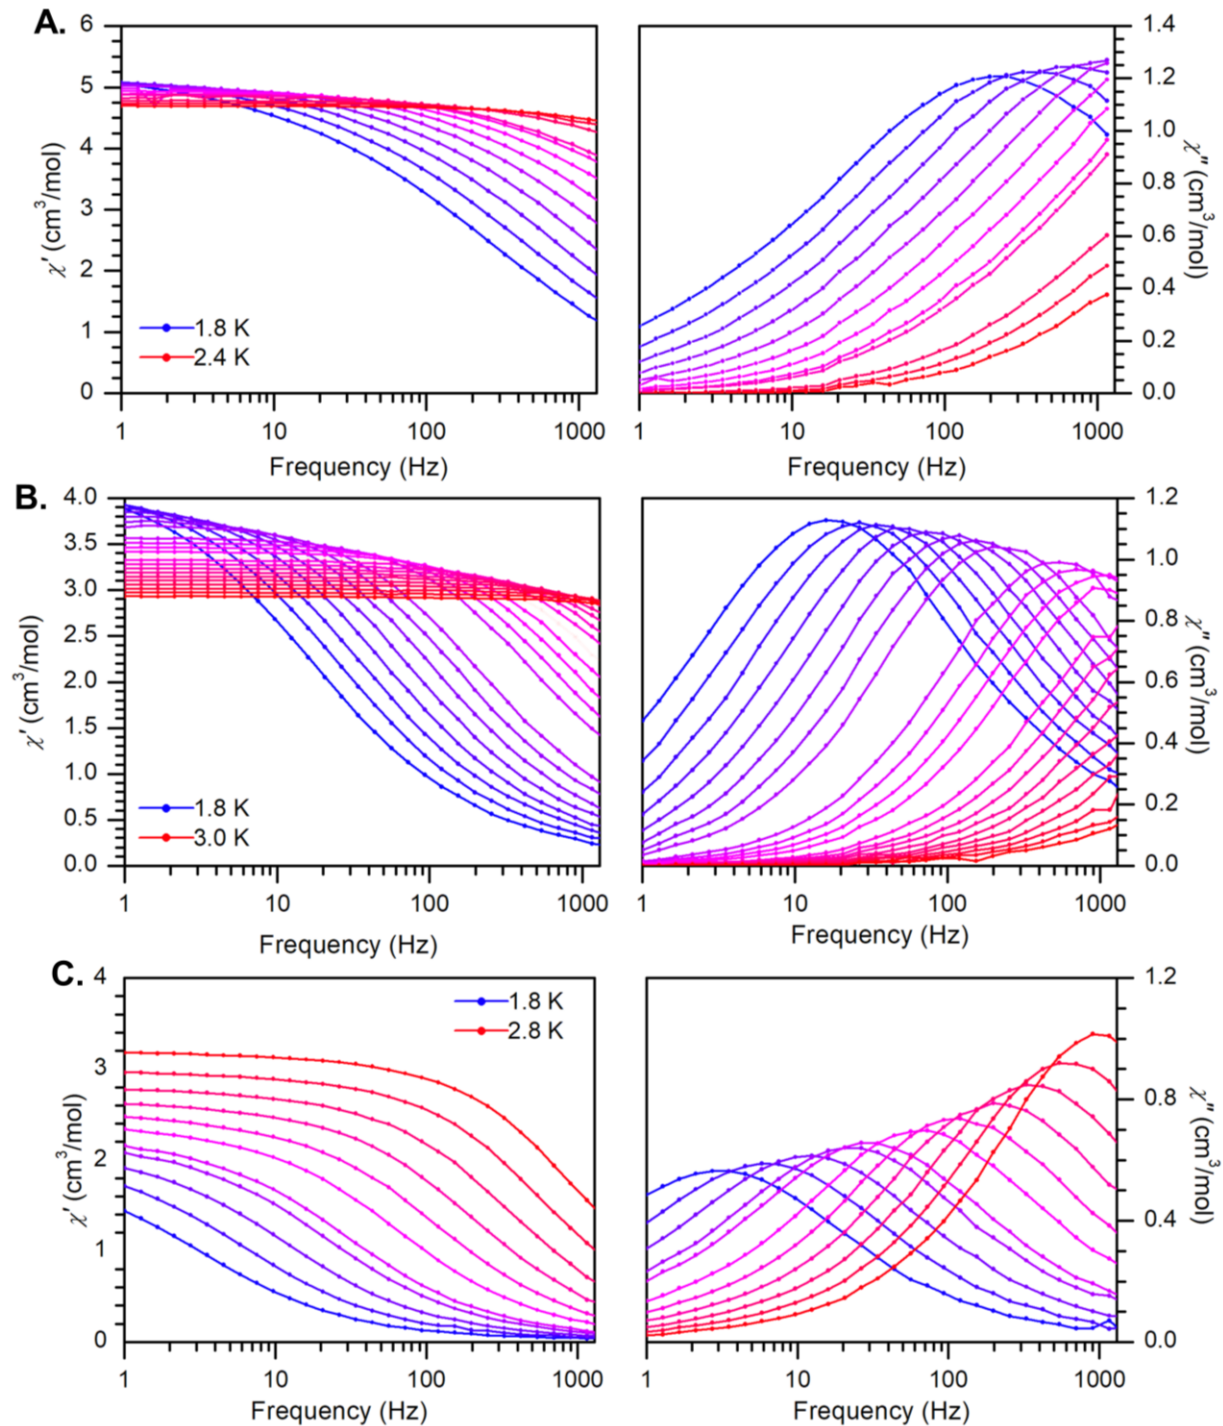 A.
6
5
4
3
2
1
0
χ' (cm³/mol)
1.8 K
2.4 K
1 10 100 1000
Frequency (Hz)
1.4
1.2
1.0
0.8
0.6
0.4
0.2
0.0
χ" (cm³/mol)
1 10 100 1000
Frequency (Hz)
B.
4.0
3.5
3.0
2.5
2.0
1.5
1.0
0.5
0.0
χ' (cm³/mol)
1.8 K
3.0 K
1 10 100 1000
Frequency (Hz)
1.2
1.0
0.8
0.6
0.4
0.2
0.0
χ" (cm³/mol)
1 10 100 1000
Frequency (Hz)
C.
4
3
2
1
0
χ' (cm³/mol)
1.8 K
2.8 K
1 10 100 1000
Frequency (Hz)
1.2
0.8
0.4
0.0
χ" (cm³/mol)
1 10 100 1000
Frequency (Hz)